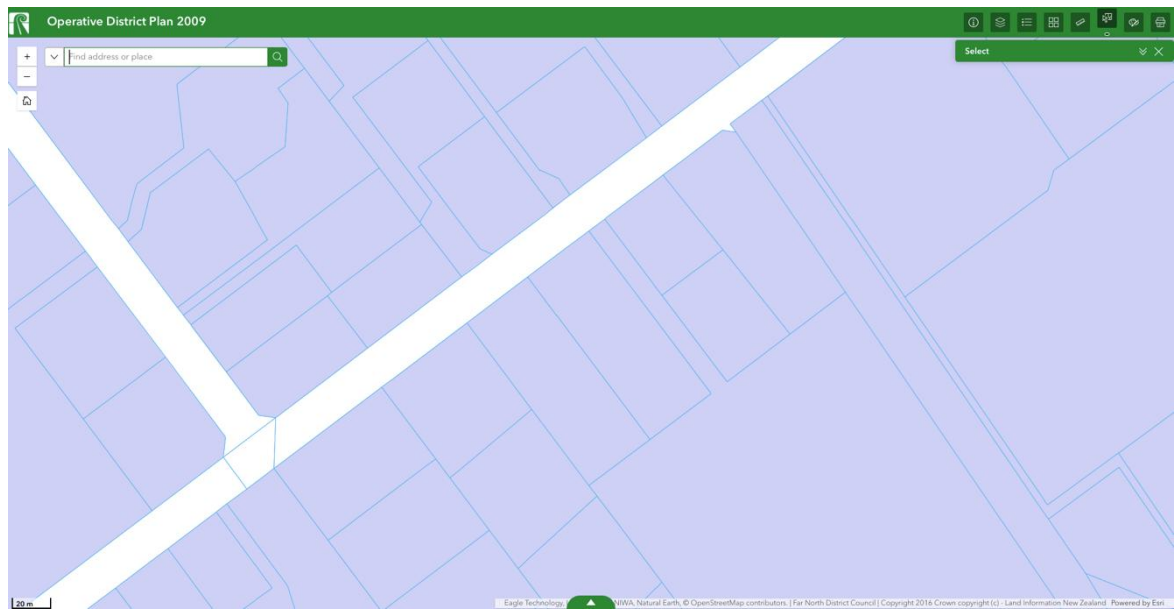 Operative District Plan 2009
Find address or place
Select
20 m
Eagle Technology, NIWA, Natural Earth, © OpenStreetMap contributors. | Far North District Council | Copyright 2016 Crown copyright (c) - Land Information New Zealand Powered by Esri